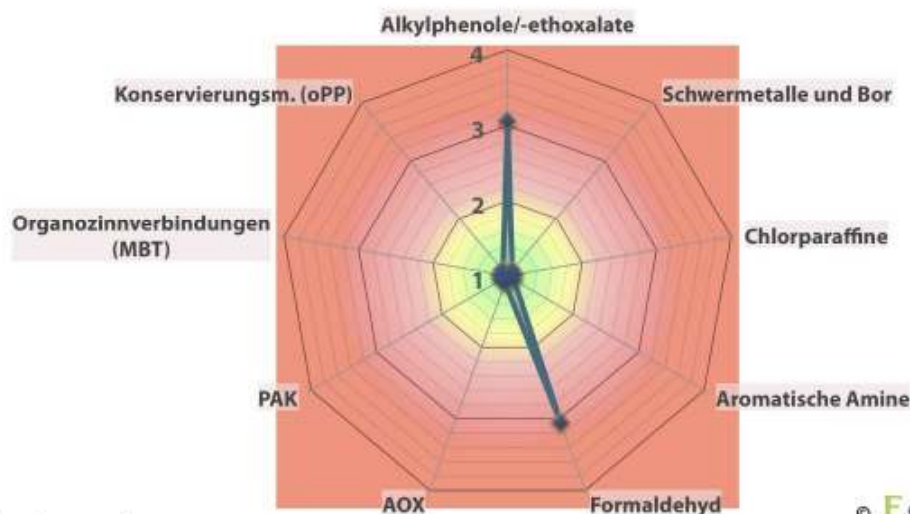 Alkylphenole/-ethoxalate
4
Konservierungsm. (oPP)
Schwermetalle und Bor
3
2
Organozinnverbindungen
(MBT)
Chlorparaffine
1
PAK
Aromatische Amine
AOX
Formaldehyd
©